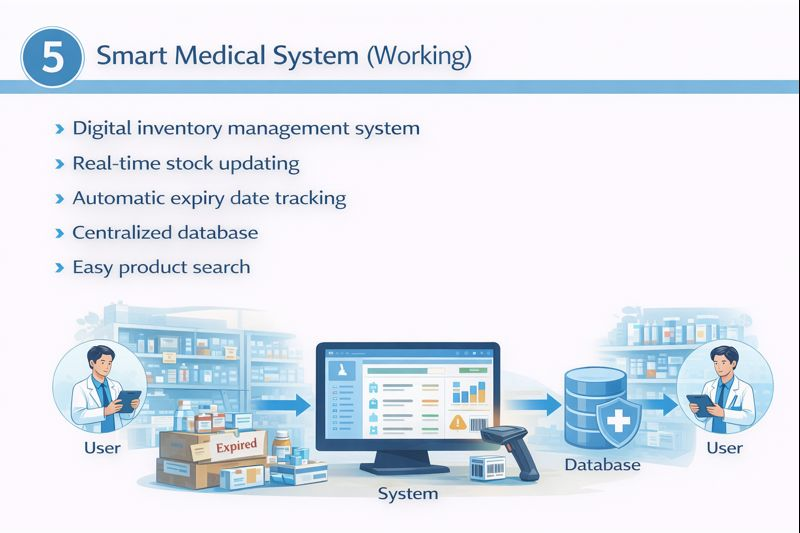 5
Smart Medical System (Working)
Digital inventory management system
Real-time stock updating
Automatic expiry date tracking
Centralized database
Easy product search
Expired
User
System
Database
User